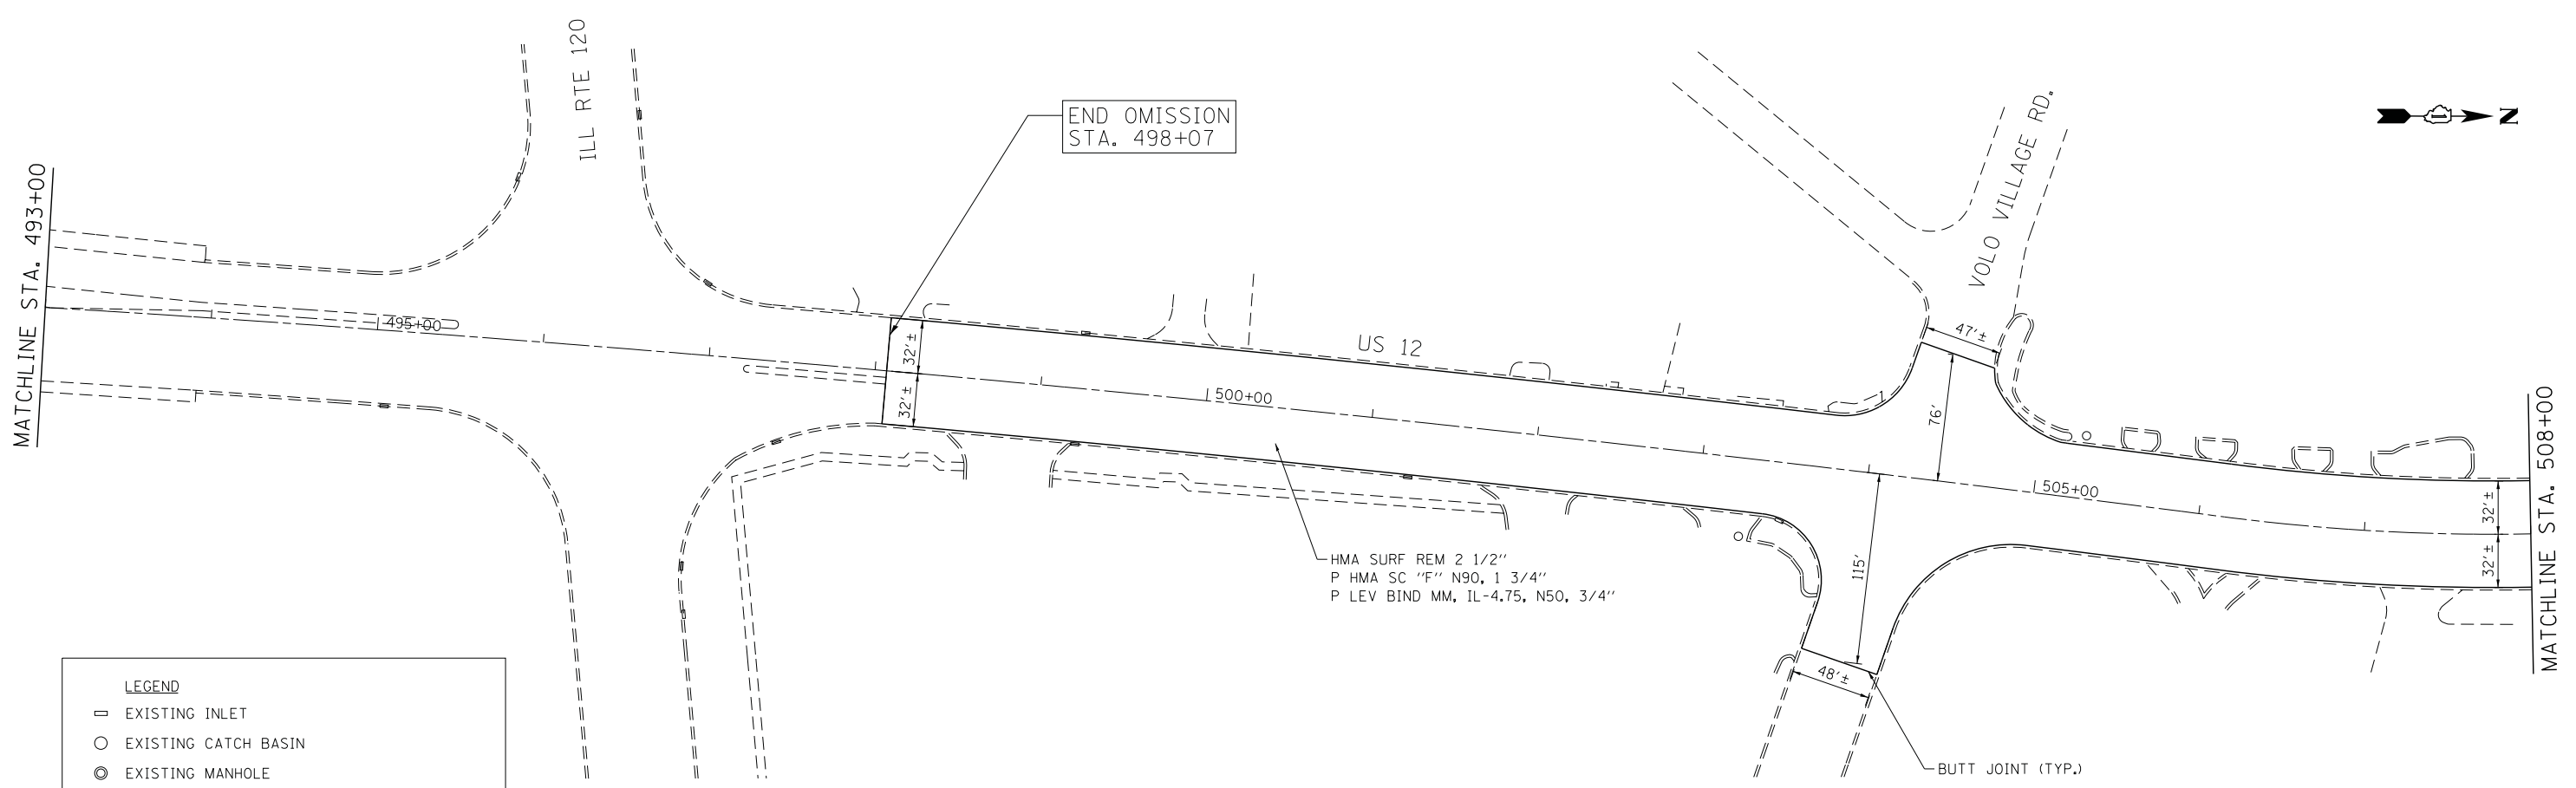 ILL RTE 120
END OMISSION
STA. 498+07
VOLO VILLAGE RD.
N
MATCHLINE STA. 493+00
495+00
32'±
32'±
US 12
500+00
47'±
76'
115'
48'±
505+00
32'±
32'±
MATCHLINE STA. 508+00
HMA SURF REM 2 1/2"
P HMA SC "F" N90, 1 3/4"
P LEV BIND MM, IL-4.75, N50, 3/4"
BUTT JOINT (TYP.)
LEGEND
EXISTING INLET
EXISTING CATCH BASIN
EXISTING MANHOLE